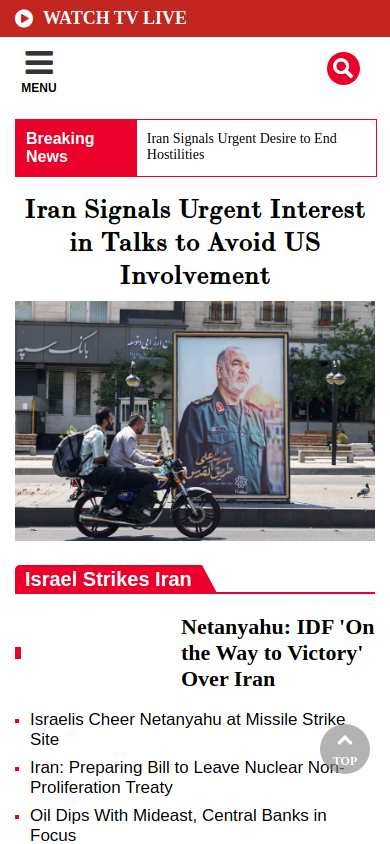 WATCH TV LIVE
MENU
Breaking
News
Iran Signals Urgent Desire to End
Hostilities
Iran Signals Urgent Interest
in Talks to Avoid US
Involvement
بانک سپه
طریق القدس
Israel Strikes Iran
Netanyahu: IDF 'On
the Way to Victory'
Over Iran
Israelis Cheer Netanyahu at Missile Strike
Site
Iran: Preparing Bill to Leave Nuclear Non-
Proliferation Treaty
TOP
Oil Dips With Mideast, Central Banks in
Focus